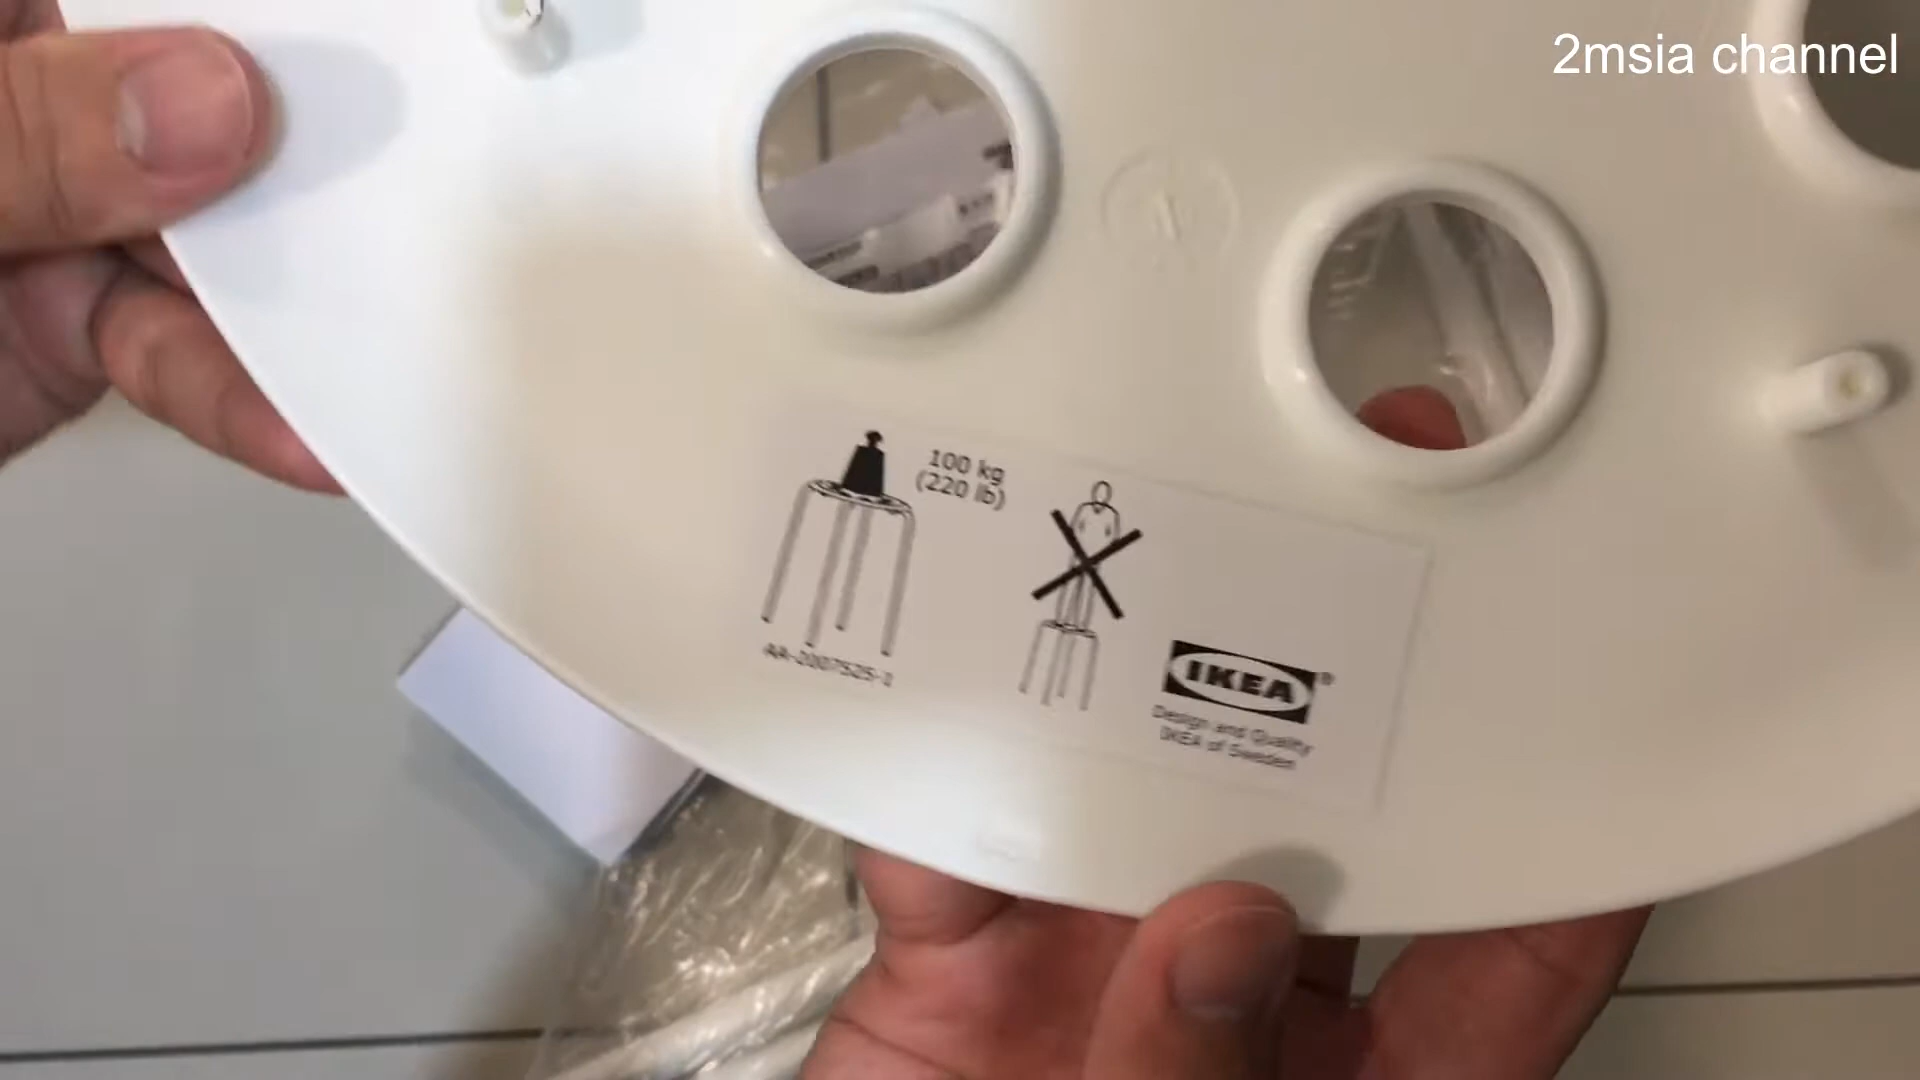 2msia channel
100 kg
(220 lb)
AA-2007525-1
IKEA®
Design and Quality
IKEA of Sweden